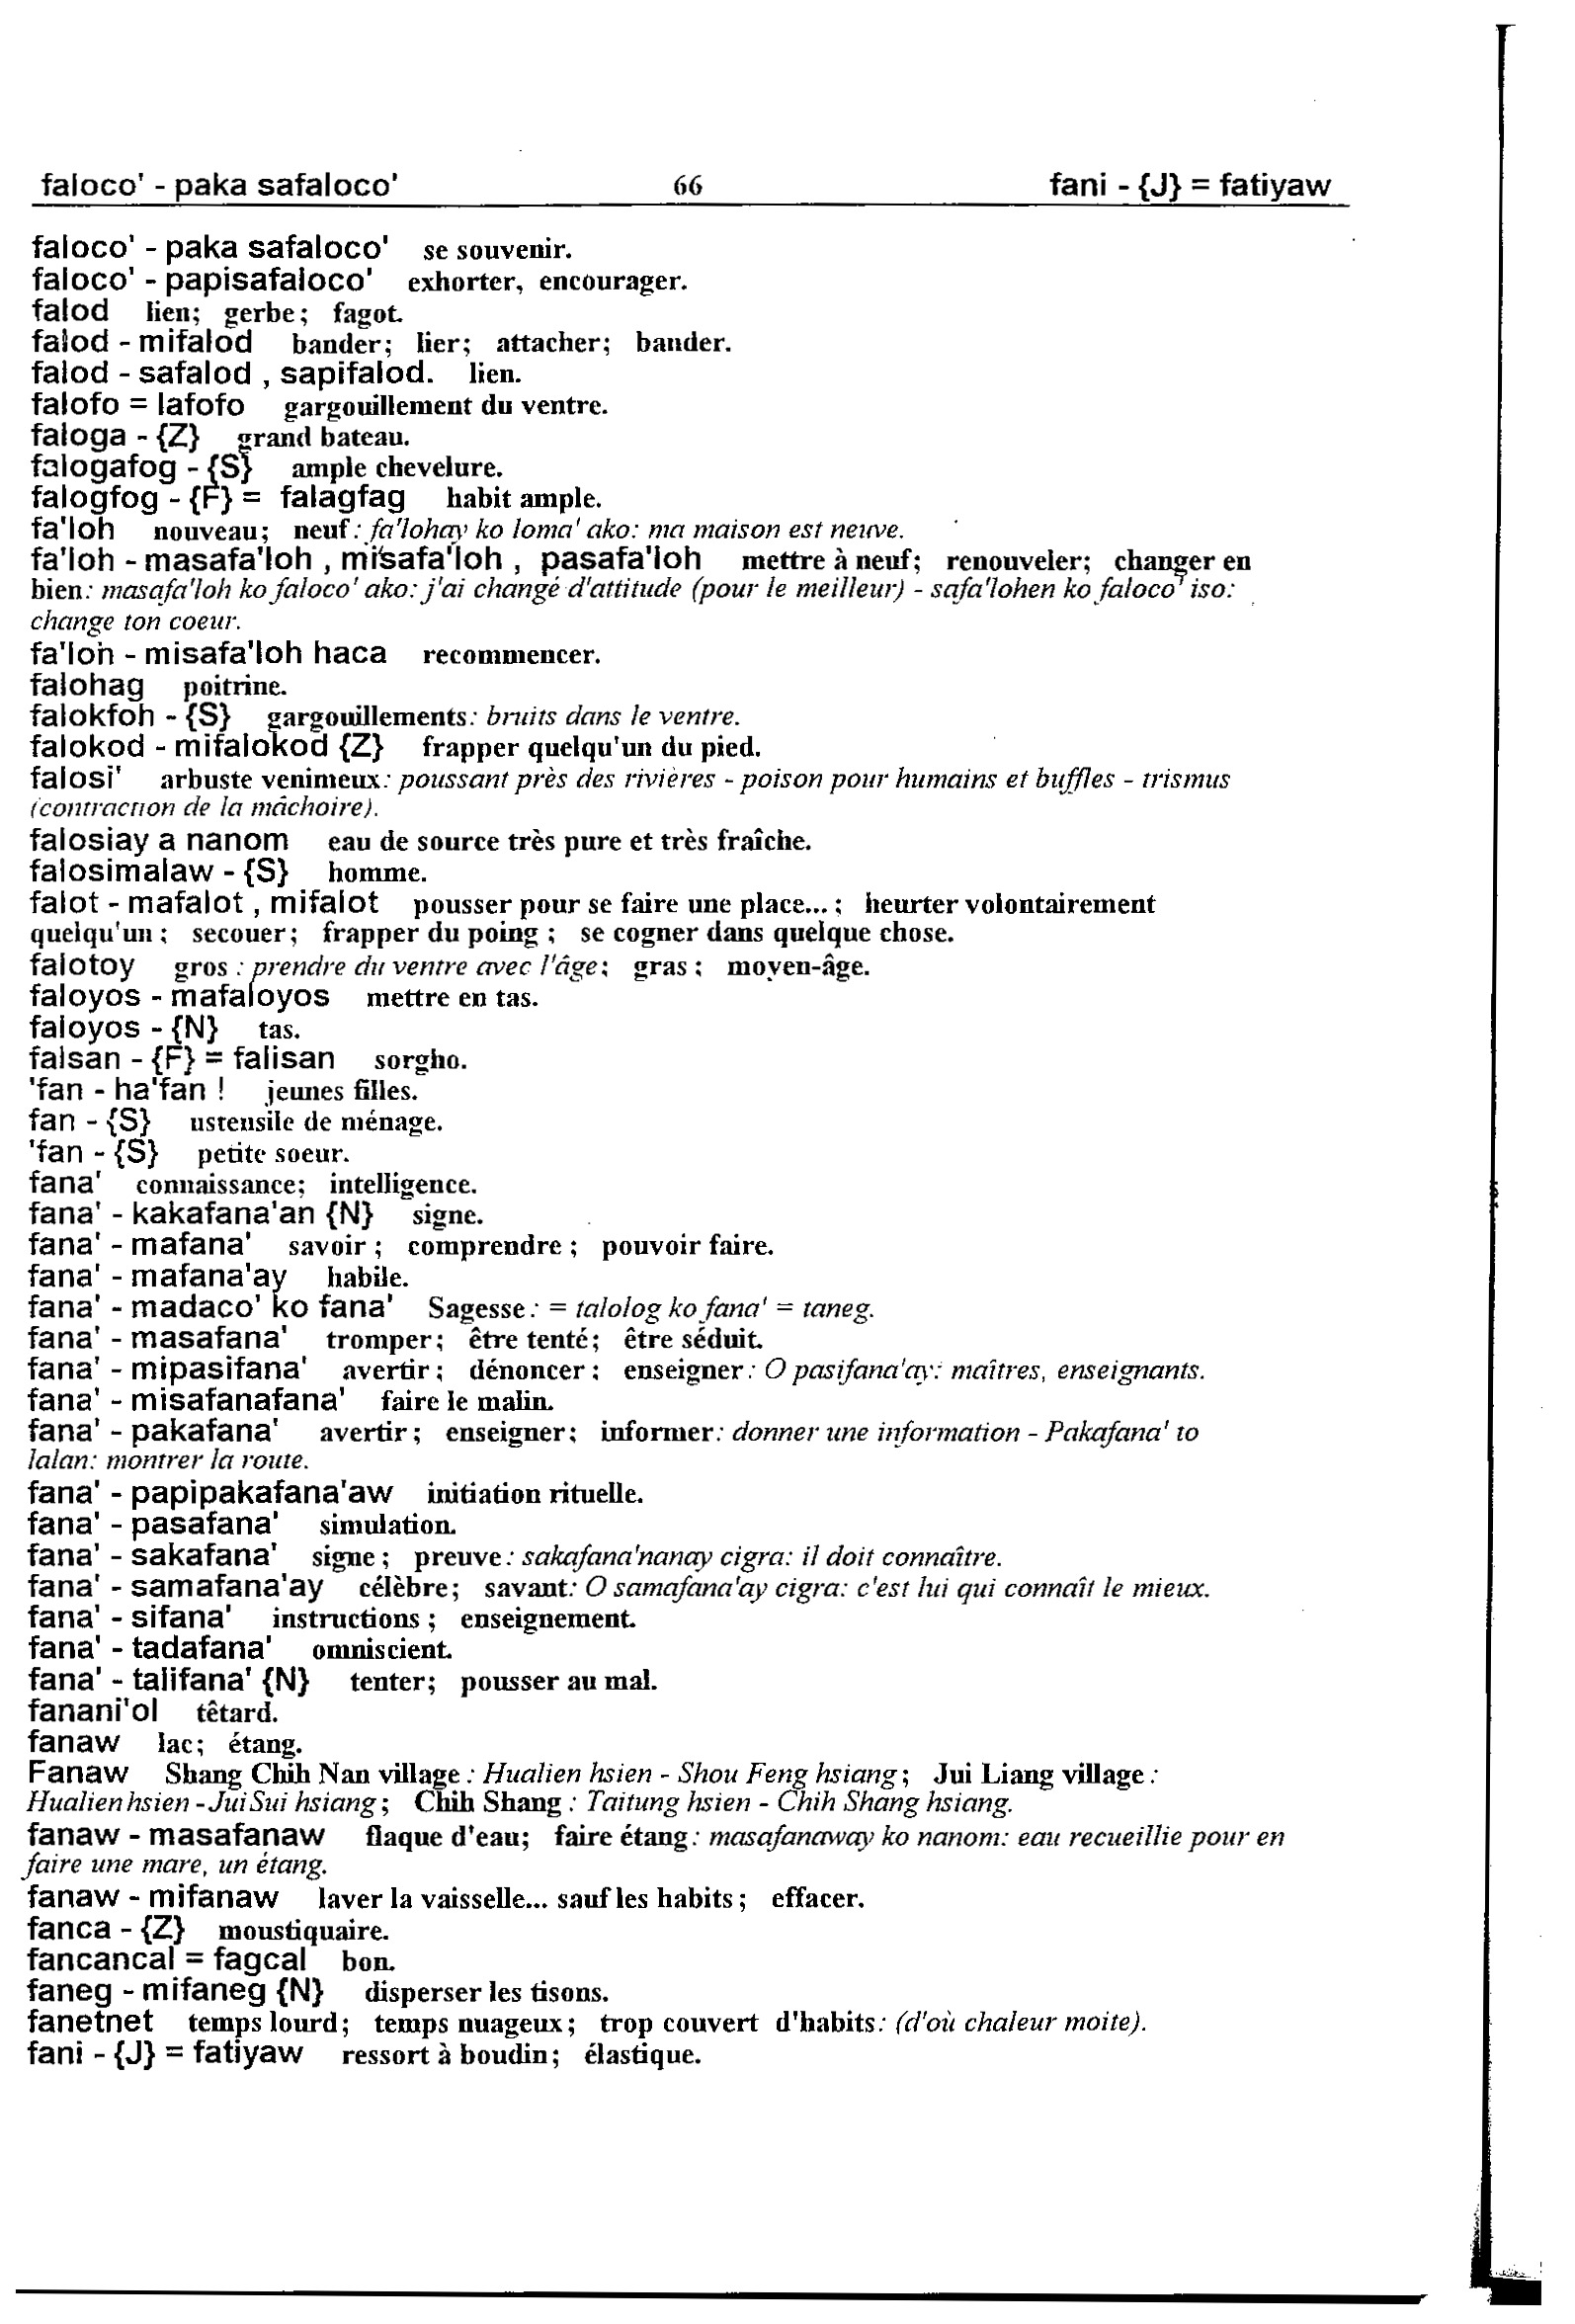 faloco' - paka safaloco' 66 fani - {J} = fatiyaw
faloco' - paka safaloco' se souvenir.
faloco' - papisafaloco' exhorter, encourager.
falod lien; gerbe; fagot.
falod - mifalod bander; lier; attacher; bander.
falod - safalod , sapifalod. lien.
falofo = lafofo gargouillement du ventre.
faloga - {Z} grand bateau.
falogafog - {S} ample chevelure.
falogfog - {F} = falagfag habit ample.
fa'loh nouveau; neuf: fa'lohay ko loma' ako: ma maison est neuve.
fa'loh - masafa'loh , misafa'loh , pasafa'loh mettre à neuf; renouveler; changer en
bien: masafa'loh ko faloco' ako: j'ai changé d'attitude (pour le meilleur) - safa'lohen ko faloco' iso:
change ton coeur.
fa'loh - misafa'loh haca recommencer.
falohag poitrine.
falokfoh - {S} gargouillements: bruits dans le ventre.
falokod - mifalokod {Z} frapper quelqu'un du pied.
falosi' arbuste venimeux: poussant près des rivières - poison pour humains et buffles - trismus
(contraction de la mâchoire).
falosiay a nanom eau de source très pure et très fraîche.
falosimalaw - {S} homme.
falot - mafalot , mifalot pousser pour se faire une place... ; heurter volontairement
quelqu'un ; secouer; frapper du poing ; se cogner dans quelque chose.
falotoy gros : prendre du ventre avec l'âge; gras ; moyen-âge.
faloyos - mafaloyos mettre en tas.
faloyos - {N} tas.
falsan - {F} = falisan sorgho.
'fan - ha'fan ! jeunes filles.
fan - {S} ustensile de ménage.
'fan - {S} petite soeur.
fana' connaissance; intelligence.
fana' - kakafana'an {N} signe.
fana' - mafana' savoir ; comprendre ; pouvoir faire.
fana' - mafana'ay habile.
fana' - madaco' ko fana' Sagesse: = talolog ko fana' = taneg.
fana' - masafana' tromper; être tenté; être séduit.
fana' - mipasifana' avertir ; dénoncer ; enseigner: O pasifana'ay: maîtres, enseignants.
fana' - misafanafana' faire le malin.
fana' - pakafana' avertir ; enseigner; informer: donner une information - Pakafana' to
lalan: montrer la route.
fana' - papipakafana'aw initiation rituelle.
fana' - pasafana' simulation.
fana' - sakafana' signe ; preuve: sakafana'nanay cigra: il doit connaître.
fana' - samafana'ay célèbre; savant: O samafana'ay cigra: c'est lui qui connaît le mieux.
fana' - sifana' instructions ; enseignement.
fana' - tadafana' omniscient.
fana' - talifana' {N} tenter; pousser au mal.
fanani'ol têtard.
fanaw lac; étang.
Fanaw Shang Chih Nan village : Hualien hsien - Shou Feng hsiang ; Jui Liang village :
Hualien hsien - Jui Sui hsiang ; Chih Shang : Taitung hsien - Chih Shang hsiang.
fanaw - masafanaw flaque d'eau; faire étang: masafanaway ko nanom: eau recueillie pour en
faire une mare, un étang.
fanaw - mifanaw laver la vaisselle... sauf les habits ; effacer.
fanca - {Z} moustiquaire.
fancancal = fagcal bon.
faneg - mifaneg {N} disperser les tisons.
fanetnet temps lourd; temps nuageux; trop couvert d'habits: (d'où chaleur moite).
fani - {J} = fatiyaw ressort à boudin; élastique.